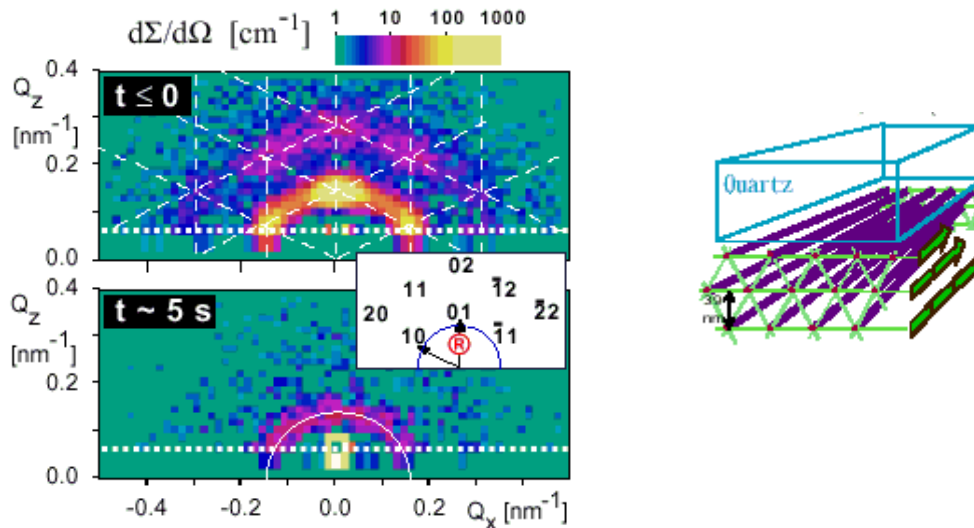 dΣ/dΩ [cm⁻¹]
1 10 100 1000
Q_z
[nm⁻¹]
0.4
0.2
0.0
t ≤ 0
Q_z
[nm⁻¹]
0.4
0.2
0.0
t ~ 5 s
02
11 1̄2
20 01 2̄2
10 1̄1
R
-0.4 -0.2 0.0 0.2 Q_x [nm⁻¹]
Quartz
nm